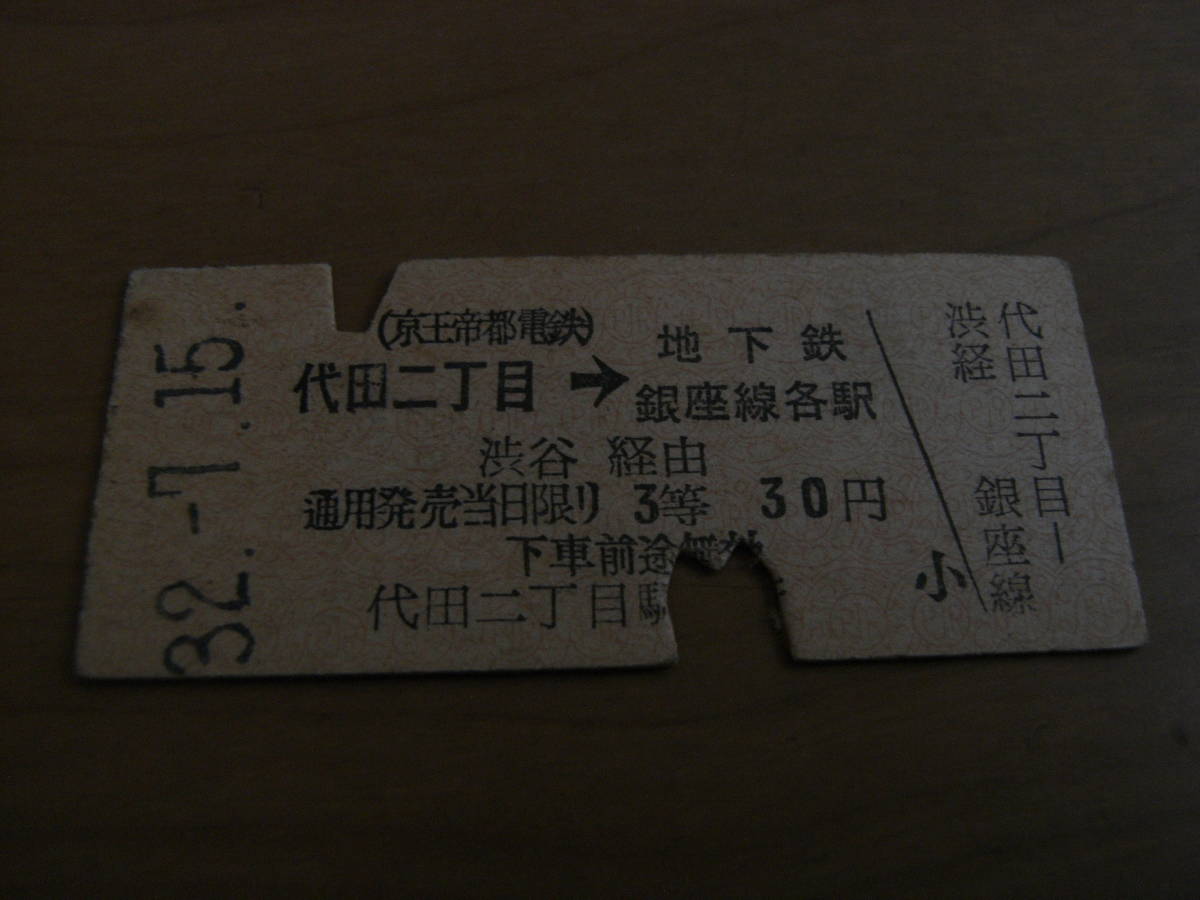 32.-7.15.
(京王帝都電鉄)
代田二丁目 → 地下鉄
銀座線各駅
渋谷 経由
通用発売当日限り 3等 30円
下車前途無効
代田二丁目駅
小
代田二丁目―
渋経
銀座線